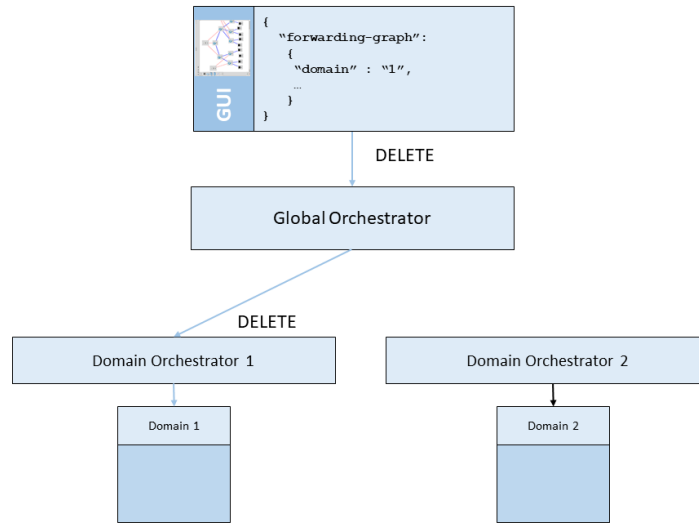 {
“forwarding-graph”:
{
“domain” : “1”,
…
}
}
GUI
DELETE
Global Orchestrator
DELETE
Domain Orchestrator 1
Domain Orchestrator 2
Domain 1
Domain 2